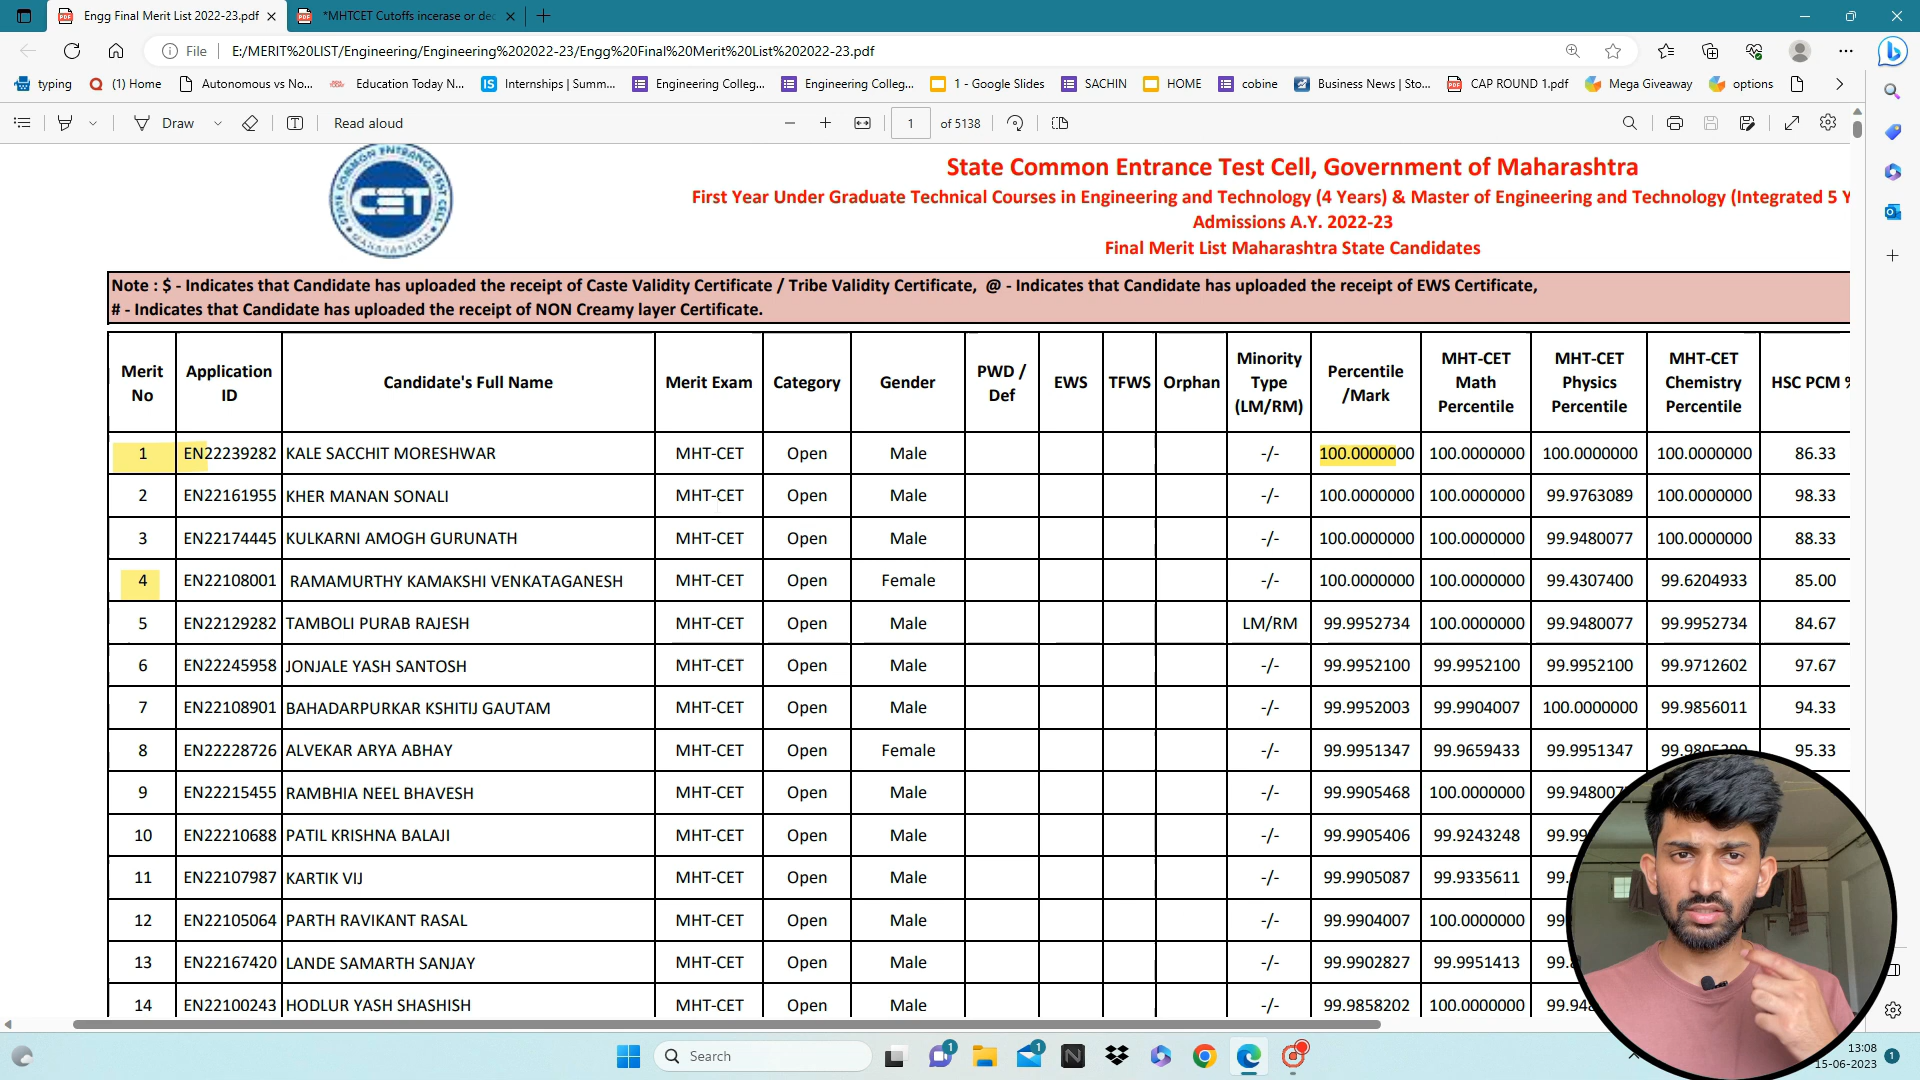 Engg Final Merit List 2022-23.pdf
*MHTCET Cutoffs incerase or dec
File E:/MERIT%20LIST/Engineering/Engineering%202022-23/Engg%20Final%20Merit%20List%202022-23.pdf
typing (1) Home Autonomous vs No... Education Today N... Internships | Summ... Engineering Colleg... Engineering Colleg... 1 - Google Slides SACHIN HOME cobine Business News | Sto... CAP ROUND 1.pdf Mega Giveaway options
Draw Read aloud 1 of 5138
STATE COMMON ENTRANCE TEST CELL
CET
MAHARASHTRA
State Common Entrance Test Cell, Government of Maharashtra
First Year Under Graduate Technical Courses in Engineering and Technology (4 Years) & Master of Engineering and Technology (Integrated 5 Y
Admissions A.Y. 2022-23
Final Merit List Maharashtra State Candidates
Note : $ - Indicates that Candidate has uploaded the receipt of Caste Validity Certificate / Tribe Validity Certificate, @ - Indicates that Candidate has uploaded the receipt of EWS Certificate,
# - Indicates that Candidate has uploaded the receipt of NON Creamy layer Certificate.
Merit No Application ID Candidate's Full Name Merit Exam Category Gender PWD / Def EWS TFWS Orphan Minority Type (LM/RM) Percentile /Mark MHT-CET Math Percentile MHT-CET Physics Percentile MHT-CET Chemistry Percentile HSC PCM %
1 EN22239282 KALE SACCHIT MORESHWAR MHT-CET Open Male -/- 100.0000000 100.0000000 100.0000000 100.0000000 86.33
2 EN22161955 KHER MANAN SONALI MHT-CET Open Male -/- 100.0000000 100.0000000 99.9763089 100.0000000 98.33
3 EN22174445 KULKARNI AMOGH GURUNATH MHT-CET Open Male -/- 100.0000000 100.0000000 99.9480077 100.0000000 88.33
4 EN22108001 RAMAMURTHY KAMAKSHI VENKATAGANESH MHT-CET Open Female -/- 100.0000000 100.0000000 99.4307400 99.6204933 85.00
5 EN22129282 TAMBOLI PURAB RAJESH MHT-CET Open Male LM/RM 99.9952734 100.0000000 99.9480077 99.9952734 84.67
6 EN22245958 JONJALE YASH SANTOSH MHT-CET Open Male -/- 99.9952100 99.9952100 99.9952100 99.9712602 97.67
7 EN22108901 BAHADARPURKAR KSHITIJ GAUTAM MHT-CET Open Male -/- 99.9952003 99.9904007 100.0000000 99.9856011 94.33
8 EN22228726 ALVEKAR ARYA ABHAY MHT-CET Open Female -/- 99.9951347 99.9659433 99.9951347 95.33
9 EN22215455 RAMBHIA NEEL BHAVESH MHT-CET Open Male -/- 99.9905468 100.0000000 99.948007
10 EN22210688 PATIL KRISHNA BALAJI MHT-CET Open Male -/- 99.9905406 99.9243248 99.99
11 EN22107987 KARTIK VIJ MHT-CET Open Male -/- 99.9905087 99.9335611 99.
12 EN22105064 PARTH RAVIKANT RASAL MHT-CET Open Male -/- 99.9904007 100.0000000 99
13 EN22167420 LANDE SAMARTH SANJAY MHT-CET Open Male -/- 99.9902827 99.9951413 99.
14 EN22100243 HODLUR YASH SHASHISH MHT-CET Open Male -/- 99.9858202 100.0000000 99.94
Search 1 1 13:08
15-06-2023 1